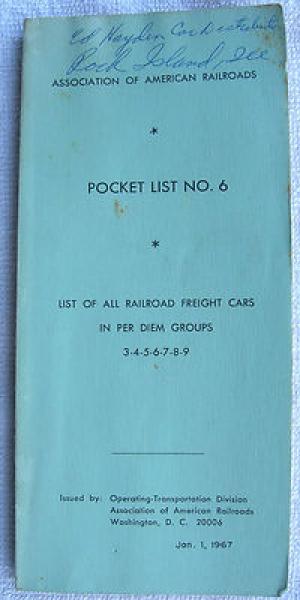 Ed Hayden Car Distributor
Rock Island, Ill
ASSOCIATION OF AMERICAN RAILROADS
*
POCKET LIST NO. 6
*
LIST OF ALL RAILROAD FREIGHT CARS
IN PER DIEM GROUPS
3-4-5-6-7-8-9
Issued by: Operating-Transportation Division
Association of American Railroads
Washington, D. C. 20006
Jan. 1, 1967